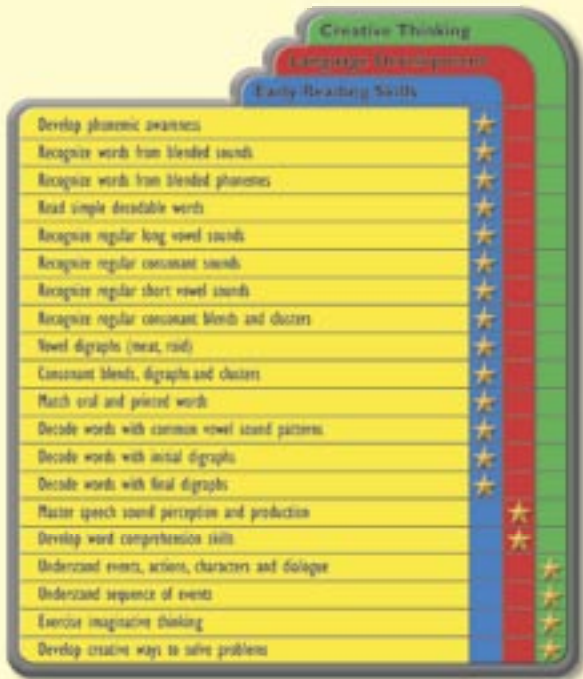 Creative Thinking
Language Development
Early Reading Skills
Develop phonemic awareness
Recognize words from blended sounds
Recognize words from blended phonemes
Read simple decodable words
Recognize regular long vowel sounds
Recognize regular consonant sounds
Recognize regular short vowel sounds
Recognize regular consonant blends and clusters
Vowel digraphs (meat, raid)
Consonant blends, digraphs and clusters
Match oral and printed words
Decode words with common vowel sound patterns
Decode words with initial digraphs
Decode words with final digraphs
Master speech sound perception and production
Develop word comprehension skills
Understand events, actions, characters and dialogue
Understand sequence of events
Exercise imaginative thinking
Develop creative ways to solve problems